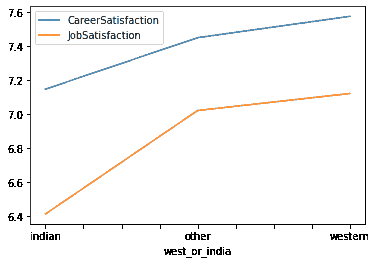 7.6
CareerSatisfaction
JobSatisfaction
7.4
7.2
7.0
6.8
6.6
6.4
indian other western
west_or_india